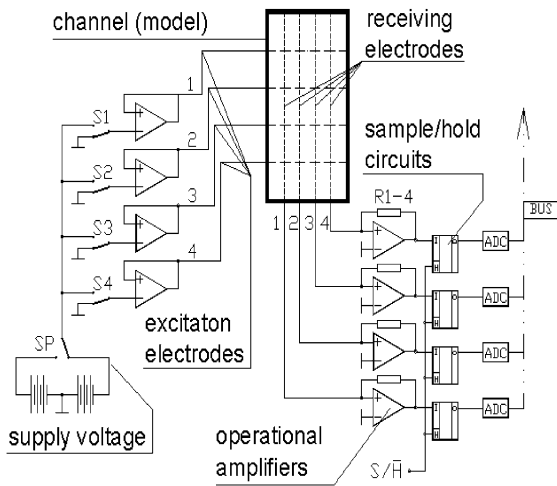 channel (model)
receiving
electrodes
1
S1
2
S2
3
S3
4
S4
sample/hold
circuits
1 2 3 4
R1-4
BUS
I O
H
ADC
I O
H
ADC
I O
H
ADC
I O
H
ADC
excitaton
electrodes
SP
supply voltage
operational
amplifiers
S/H̅